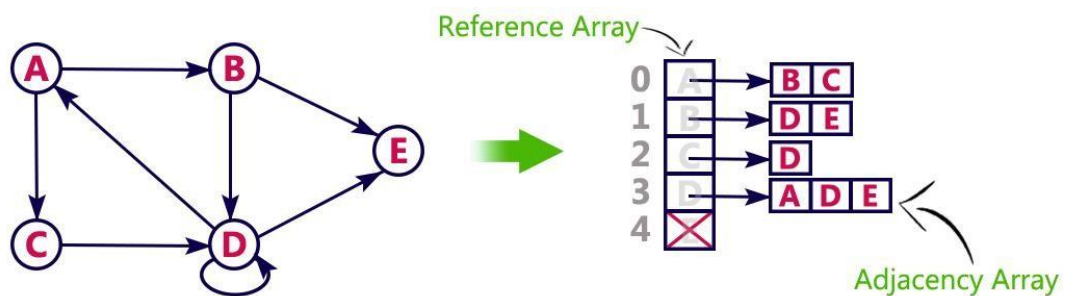 Reference Array
A B E C D
0 A B C
1 B D E
2 C D
3 D A D E
4
Adjacency Array